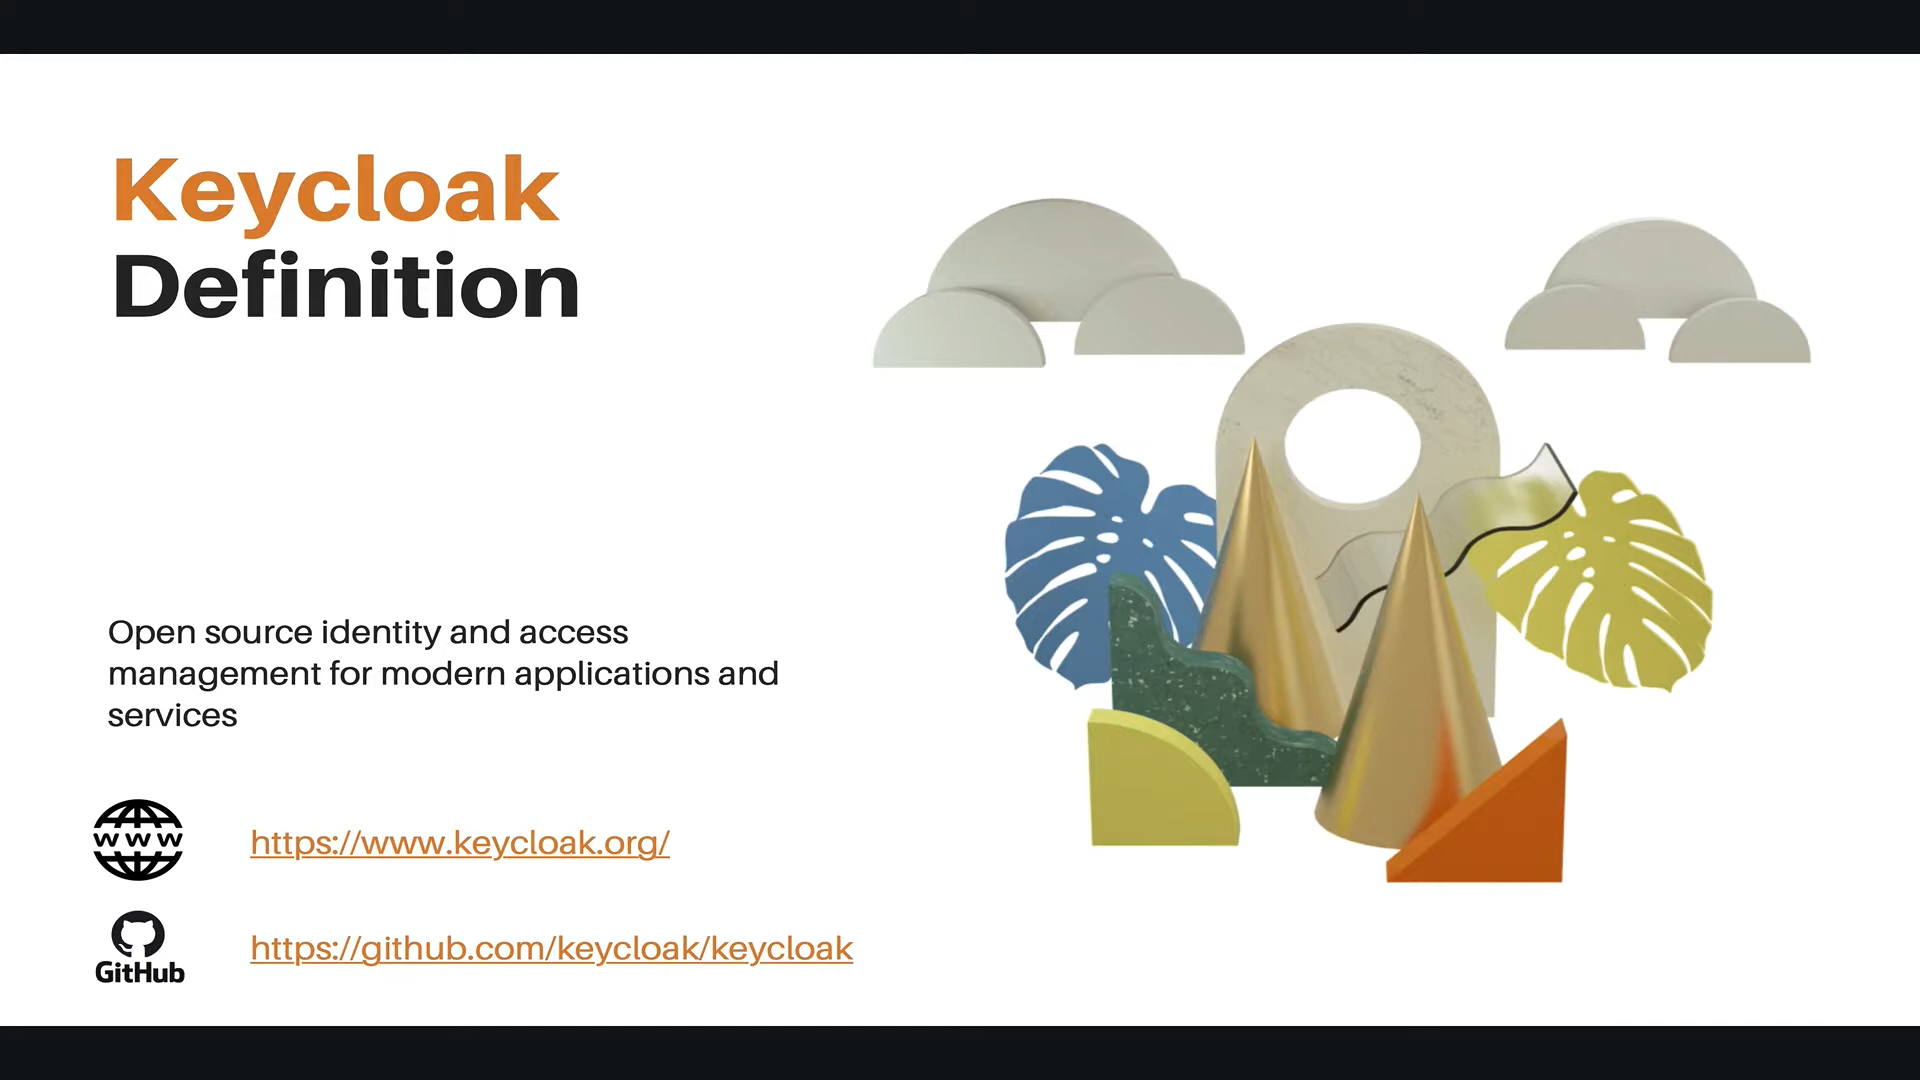 Keycloak
Definition
Open source identity and access
management for modern applications and
services
WWW
https://www.keycloak.org/
GitHub
https://github.com/keycloak/keycloak